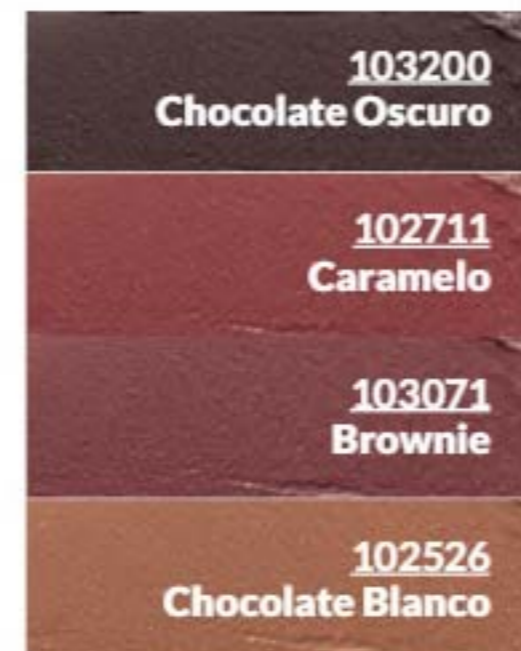 103200
Chocolate Oscuro
102711
Caramelo
103071
Brownie
102526
Chocolate Blanco